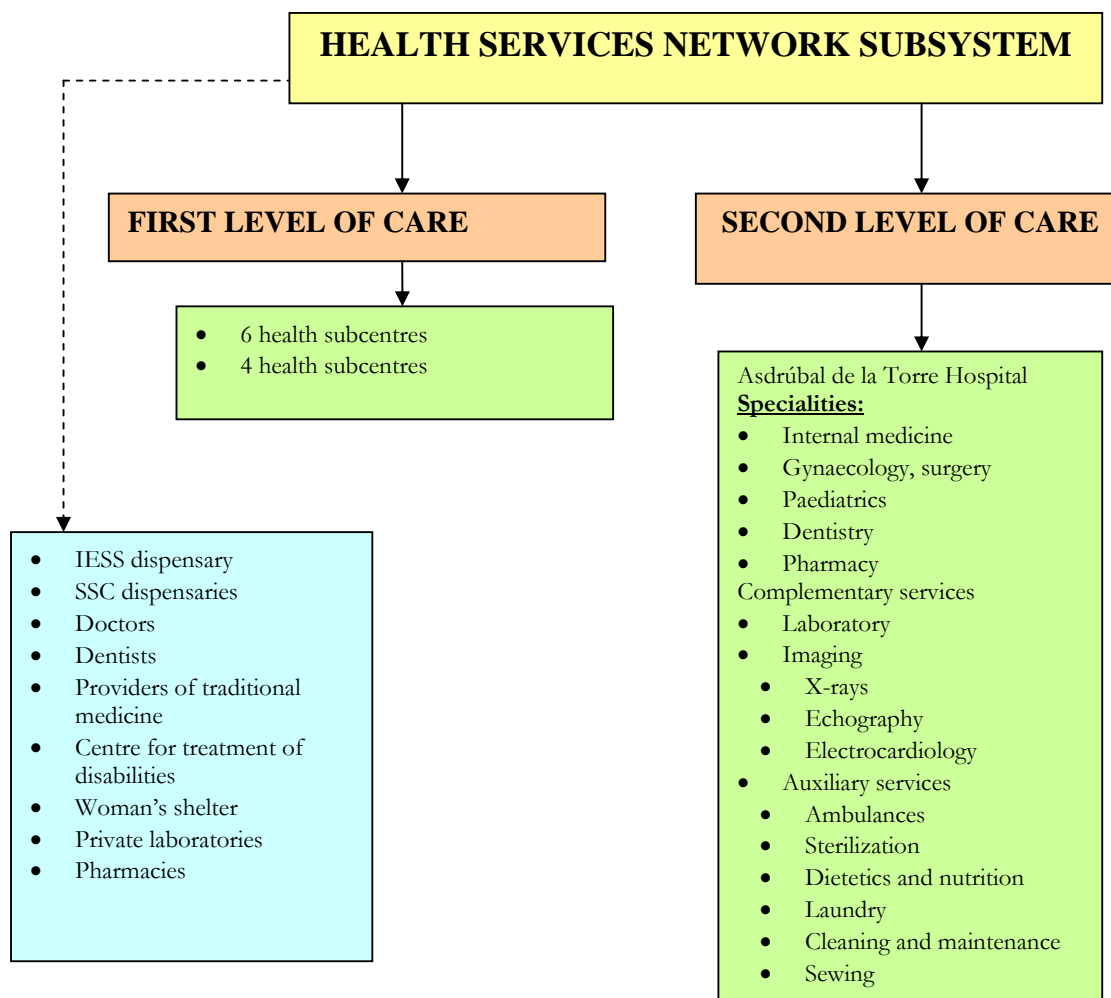 HEALTH SERVICES NETWORK SUBSYSTEM
FIRST LEVEL OF CARE
SECOND LEVEL OF CARE
• 6 health subcentres
• 4 health subcentres
Asdrúbal de la Torre Hospital
Specialities:
• Internal medicine
• Gynaecology, surgery
• Paediatrics
• Dentistry
• Pharmacy
Complementary services
• Laboratory
• Imaging
• X-rays
• Echography
• Electrocardiology
• Auxiliary services
• Ambulances
• Sterilization
• Dietetics and nutrition
• Laundry
• Cleaning and maintenance
• Sewing
• IESS dispensary
• SSC dispensaries
• Doctors
• Dentists
• Providers of traditional
medicine
• Centre for treatment of
disabilities
• Woman’s shelter
• Private laboratories
• Pharmacies